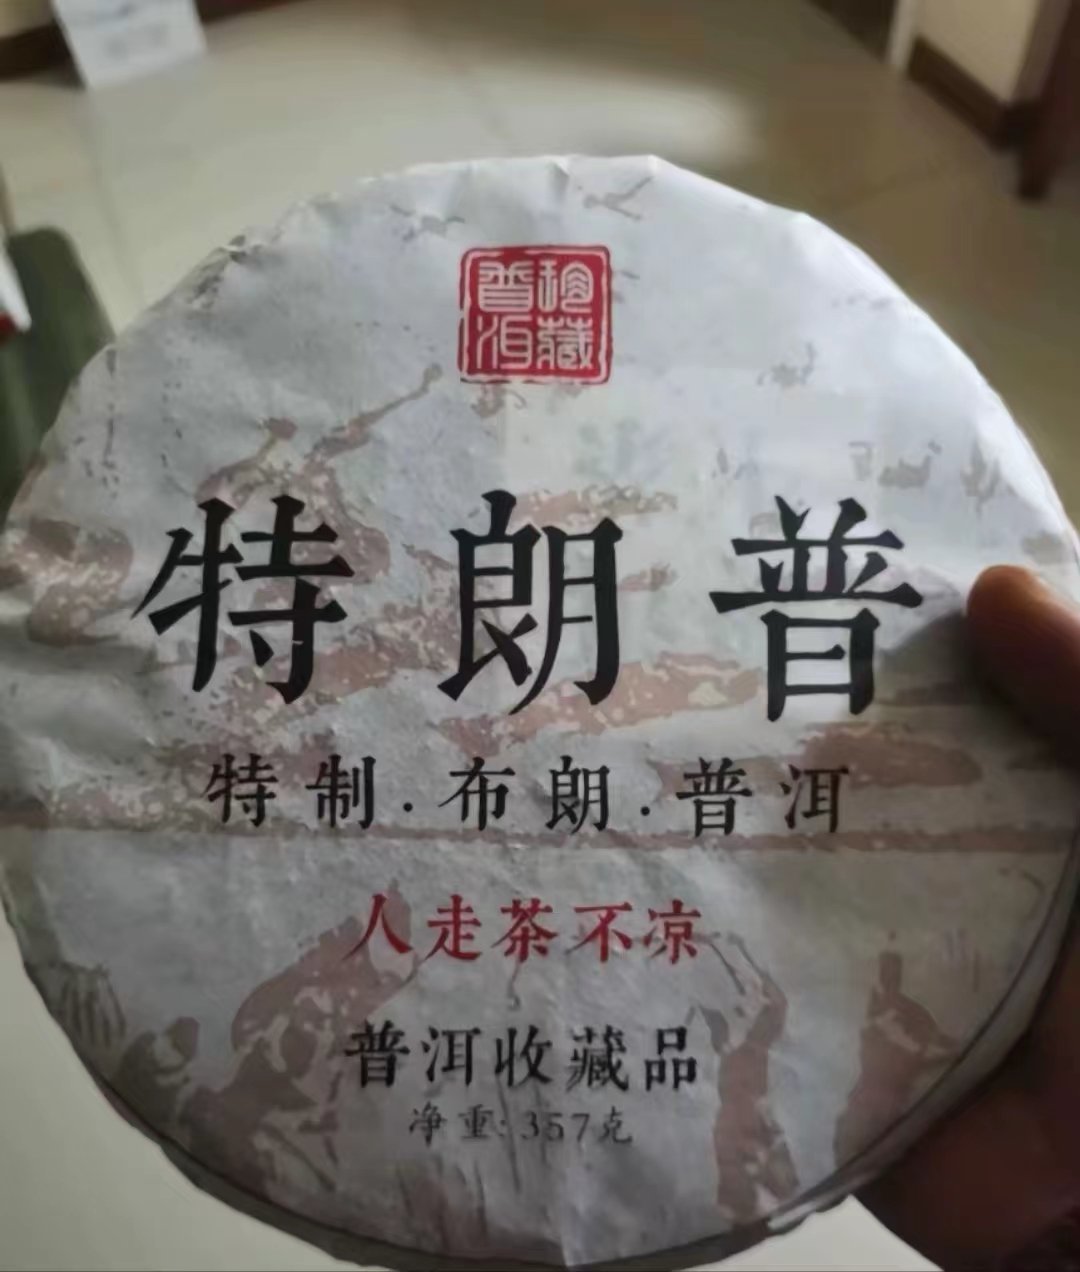 珍藏
普洱
特朗普
特制·布朗·普洱
人走茶不凉
普洱收藏品
净重:357克